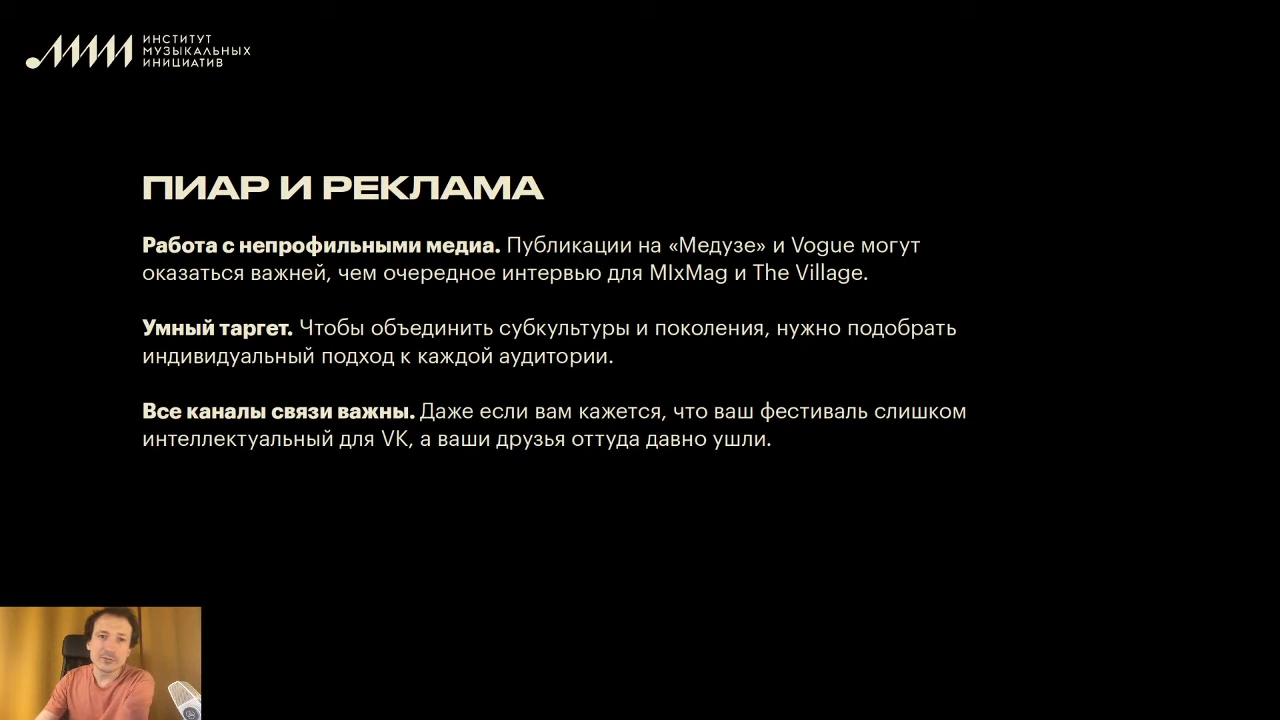 ИНСТИТУТ
МУЗЫКАЛЬНЫХ
ИНИЦИАТИВ
ПИАР И РЕКЛАМА
Работа с непрофильными медиа. Публикации на «Медузе» и Vogue могут
оказаться важней, чем очередное интервью для MIxMag и The Village.
Умный таргет. Чтобы объединить субкультуры и поколения, нужно подобрать
индивидуальный подход к каждой аудитории.
Все каналы связи важны. Даже если вам кажется, что ваш фестиваль слишком
интеллектуальный для VK, а ваши друзья оттуда давно ушли.